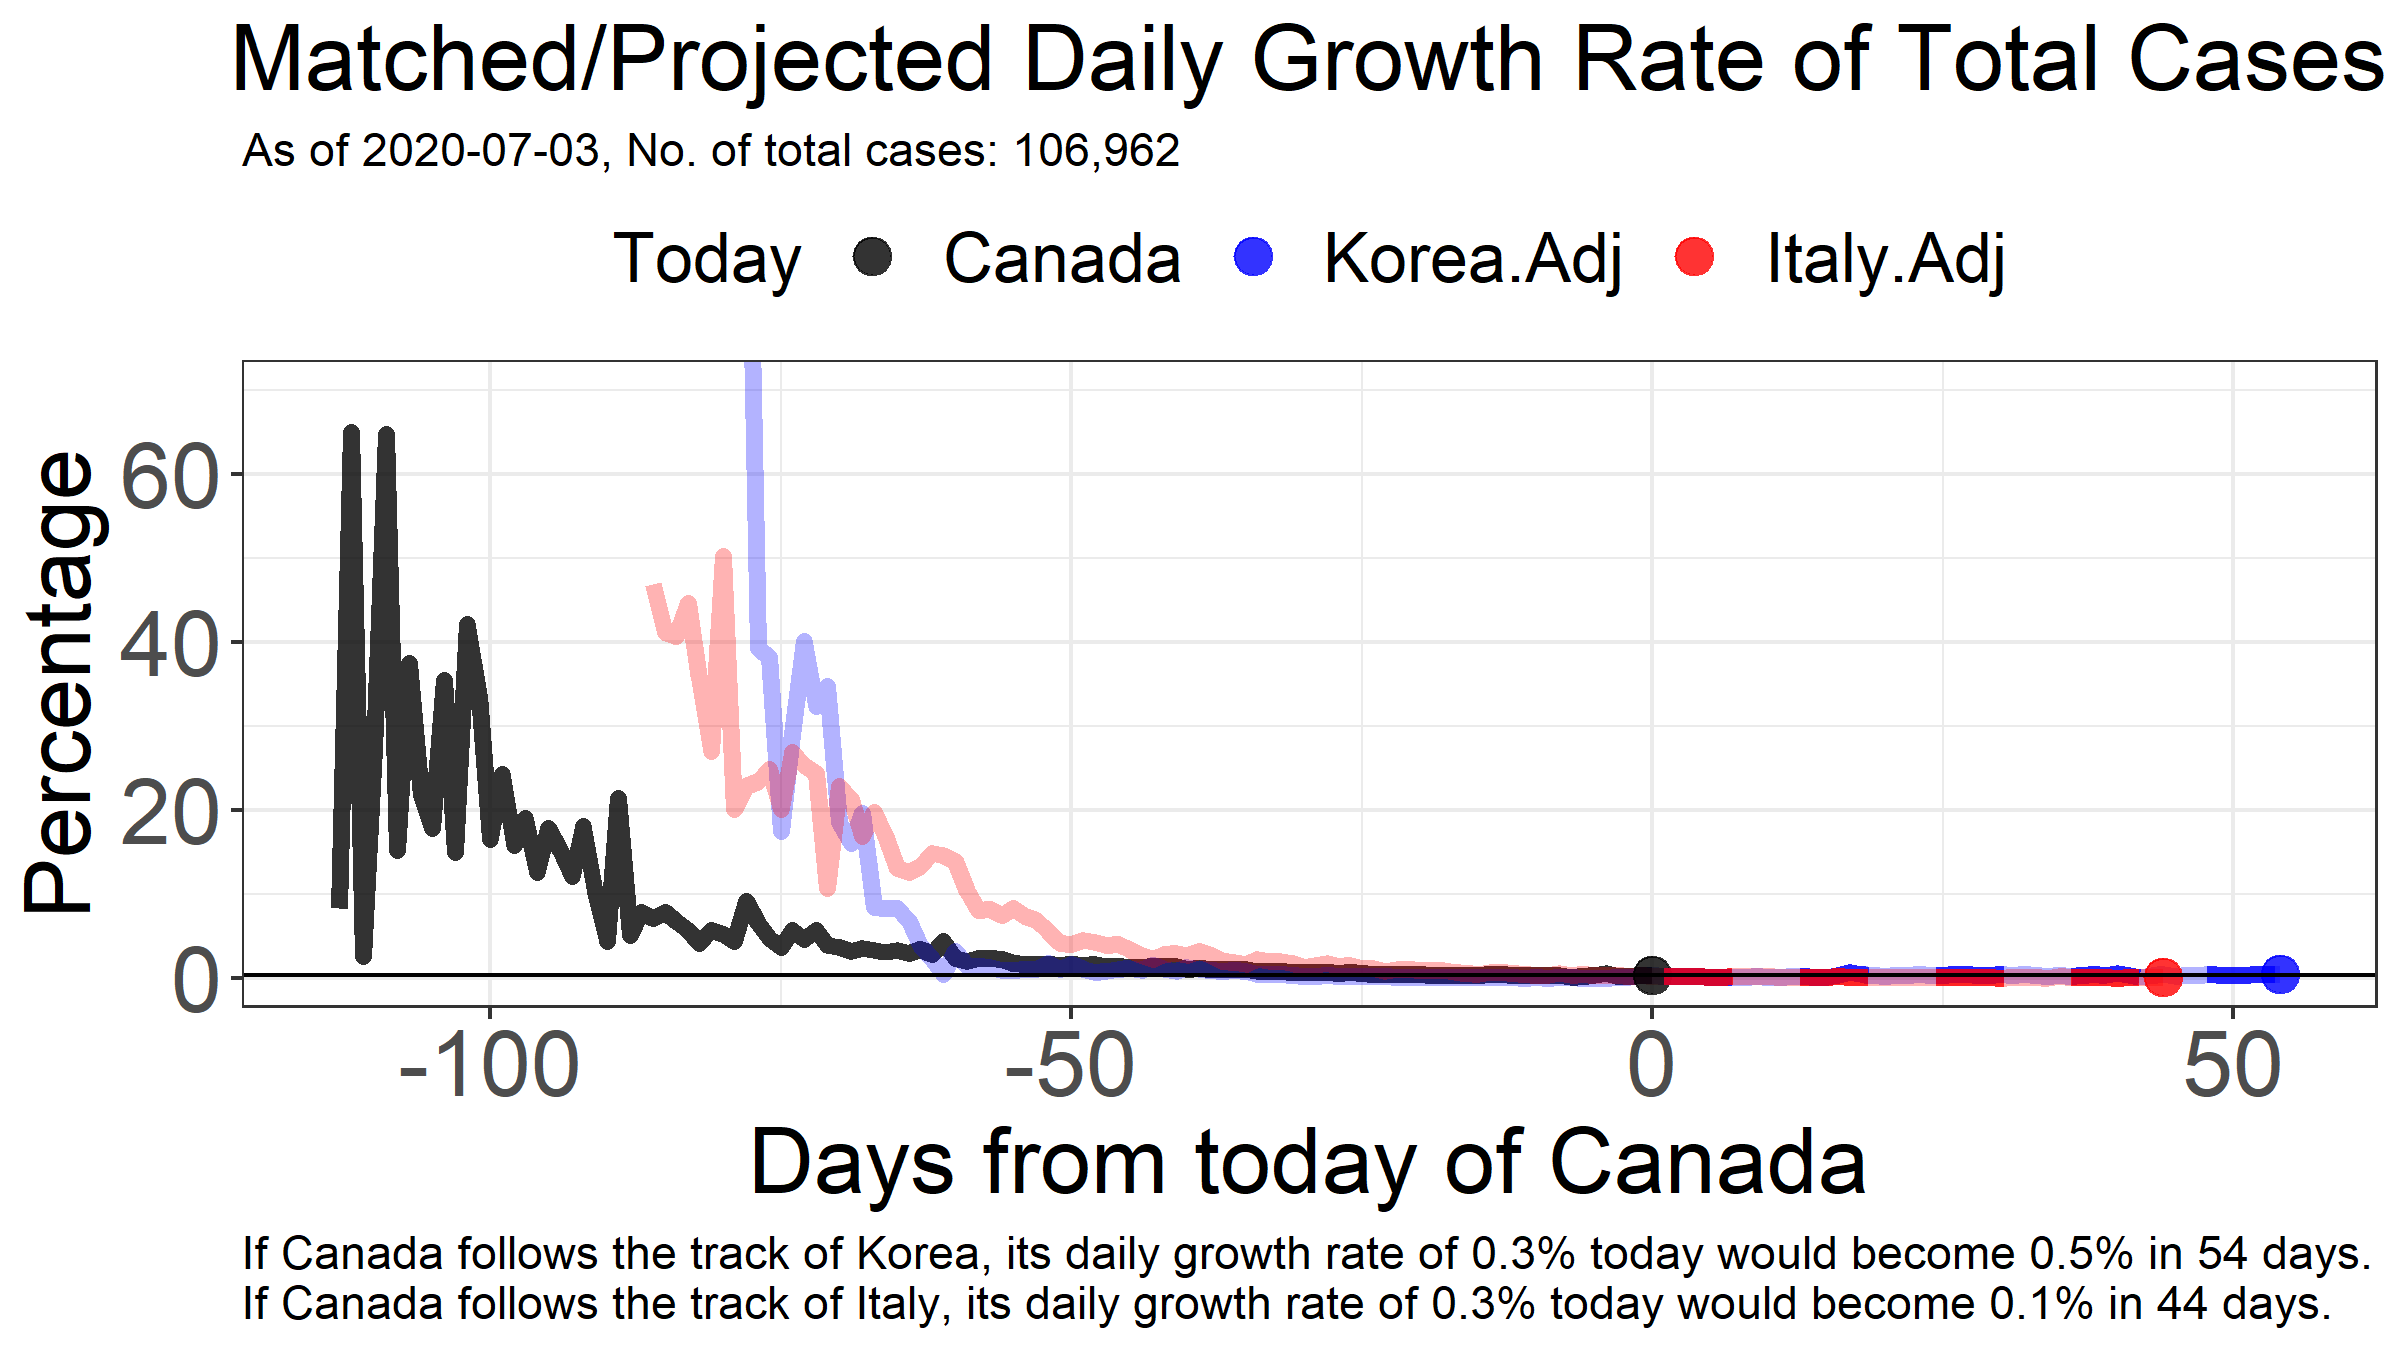 Matched/Projected Daily Growth Rate of Total Cases
As of 2020-07-03, No. of total cases: 106,962
Today Canada Korea.Adj Italy.Adj
Percentage
60
40
20
0
-100 -50 0 50
Days from today of Canada
If Canada follows the track of Korea, its daily growth rate of 0.3% today would become 0.5% in 54 days.
If Canada follows the track of Italy, its daily growth rate of 0.3% today would become 0.1% in 44 days.